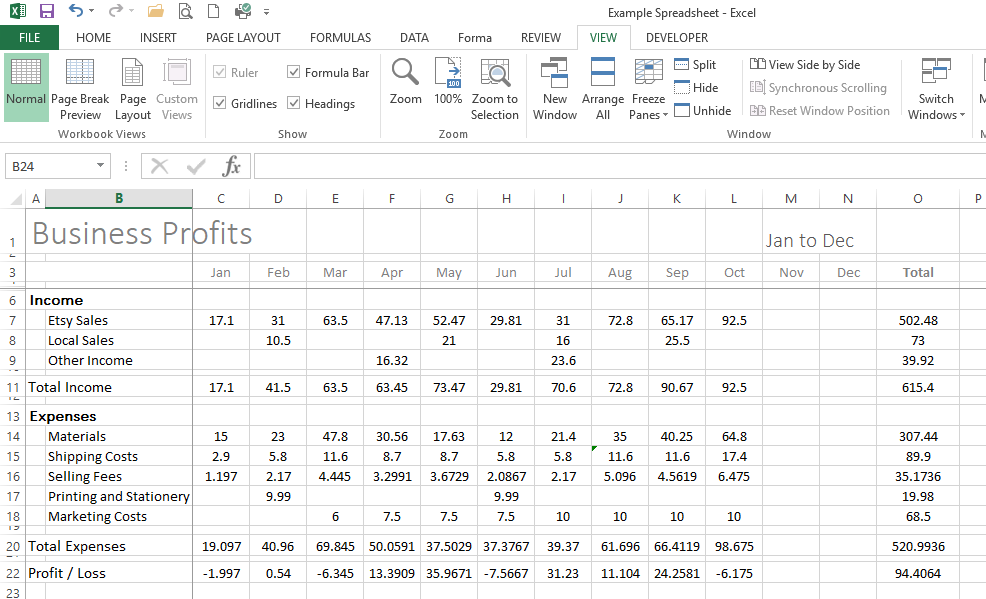 Example Spreadsheet - Excel
FILE HOME INSERT PAGE LAYOUT FORMULAS DATA Forma REVIEW VIEW DEVELOPER
Normal Page Break Preview Page Layout Custom Views
Workbook Views
Ruler Formula Bar
Gridlines Headings
Show
Zoom 100% Zoom to Selection
100
Zoom
New Window Arrange All Freeze Panes
Split
Hide
Unhide
View Side by Side
Synchronous Scrolling
Reset Window Position
Window
Switch Windows
B24 fx
A B C D E F G H I J K L M N O P
1 Business Profits Jan to Dec
3 Jan Feb Mar Apr May Jun Jul Aug Sep Oct Nov Dec Total
6 Income
7 Etsy Sales 17.1 31 63.5 47.13 52.47 29.81 31 72.8 65.17 92.5 502.48
8 Local Sales 10.5 21 16 25.5 73
9 Other Income 16.32 23.6 39.92
11 Total Income 17.1 41.5 63.5 63.45 73.47 29.81 70.6 72.8 90.67 92.5 615.4
13 Expenses
14 Materials 15 23 47.8 30.56 17.63 12 21.4 35 40.25 64.8 307.44
15 Shipping Costs 2.9 5.8 11.6 8.7 8.7 5.8 5.8 11.6 11.6 17.4 89.9
16 Selling Fees 1.197 2.17 4.445 3.2991 3.6729 2.0867 2.17 5.096 4.5619 6.475 35.1736
17 Printing and Stationery 9.99 9.99 19.98
18 Marketing Costs 6 7.5 7.5 7.5 10 10 10 10 68.5
20 Total Expenses 19.097 40.96 69.845 50.0591 37.5029 37.3767 39.37 61.696 66.4119 98.675 520.9936
22 Profit / Loss -1.997 0.54 -6.345 13.3909 35.9671 -7.5667 31.23 11.104 24.2581 -6.175 94.4064
23